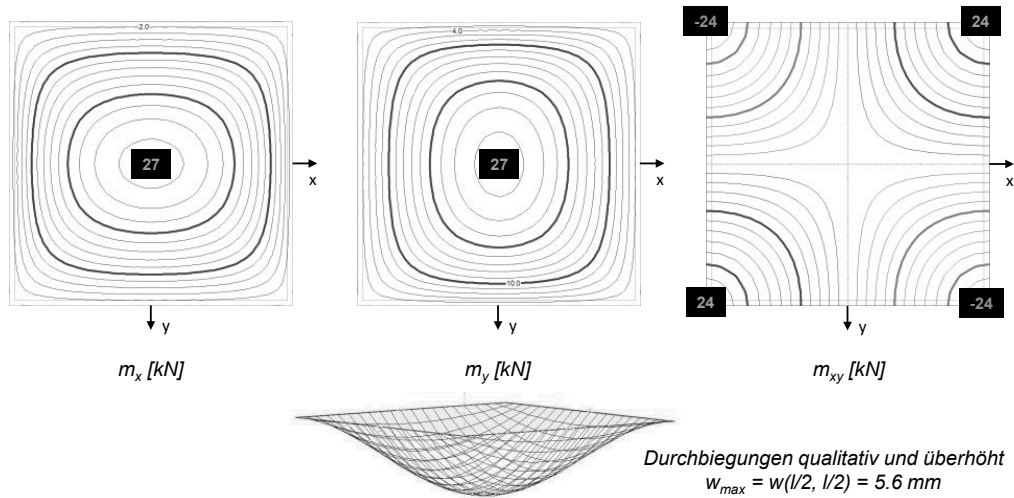 -24
24
2.0
4.0
27
27
x
x
x
10.0
24
-24
y
y
y
m_x [kN]
m_y [kN]
m_xy [kN]
Durchbiegungen qualitativ und überhöht
w_max = w(l/2, l/2) = 5.6 mm